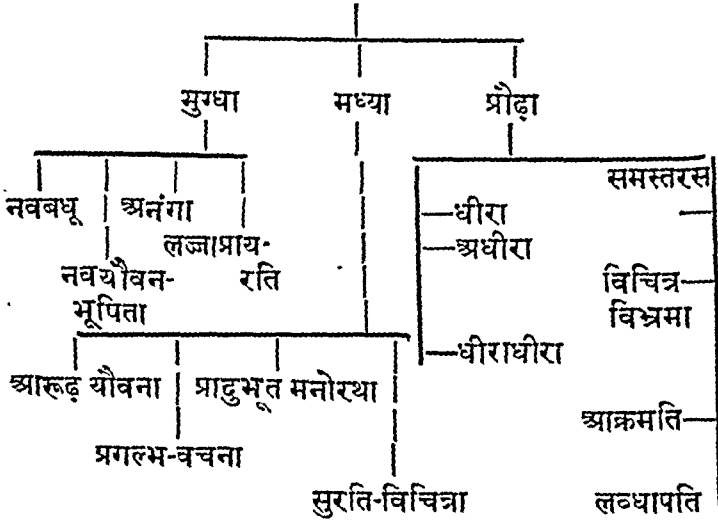 मुग्धा मध्या प्रौढ़ा
समस्तरस
नवबधू अनंगा धीरा
लज्जाप्राय- अधीरा
नवयौवन- रति विचित्र
भूपिता विभ्रमा
धीराधीरा
आरूढ़ यौवना प्रादुभूत मनोरथा
आक्रमति
प्रगल्भ-वचना
सुरति-विचित्रा लब्धापति